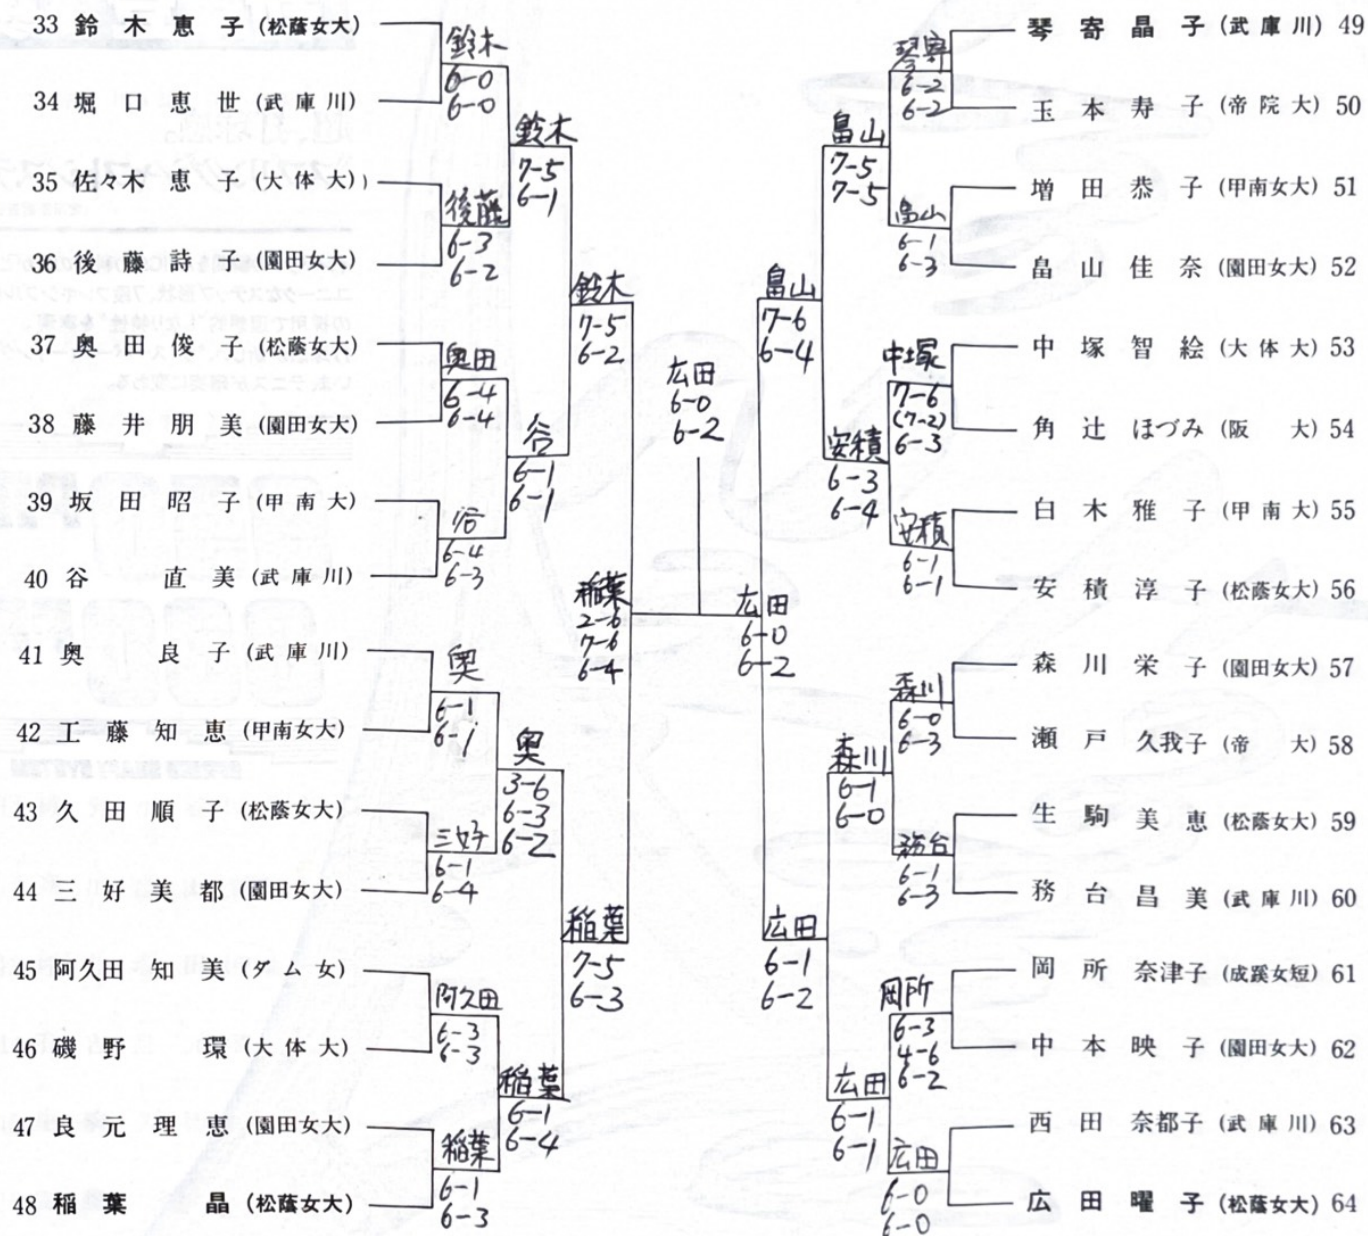 33 鈴木恵子 (松蔭女大)
34 堀口恵世 (武庫川)
35 佐々木恵子 (大体大)
36 後藤詩子 (園田女大)
37 奥田俊子 (松蔭女大)
38 藤井朋美 (園田女大)
39 坂田昭子 (甲南大)
40 谷直美 (武庫川)
41 奥良子 (武庫川)
42 工藤知恵 (甲南女大)
43 久田順子 (松蔭女大)
44 三好美都 (園田女大)
45 阿久田知美 (ダム女)
46 磯野環 (大体大)
47 良元理恵 (園田女大)
48 稲葉晶 (松蔭女大)
鈴木
6-0
6-0
後藤
6-3
6-2
奥田
6-4
6-4
谷
6-4
6-3
奥
6-1
6-1
三好
6-1
6-4
阿久田
6-3
6-3
稲葉
6-1
6-3
鈴木
7-5
6-1
谷
6-1
6-1
奥
3-6
6-3
6-2
稲葉
6-1
6-4
鈴木
7-5
6-2
稲葉
7-5
6-3
稲葉
2-6
7-6
6-4
広田
6-0
6-2
広田
6-0
6-2
畠山
7-6
6-4
広田
6-1
6-2
畠山
7-5
7-5
安積
6-3
6-4
森川
6-1
6-0
広田
6-1
6-1
琴寄
6-2
6-2
畠山
6-1
6-3
中塚
7-6
(7-2)
6-3
安積
6-1
6-1
森川
6-0
6-3
務台
6-1
6-3
岡所
6-3
4-6
6-2
広田
6-0
6-0
琴寄晶子 (武庫川) 49
玉本寿子 (帝院大) 50
増田恭子 (甲南女大) 51
畠山佳奈 (園田女大) 52
中塚智絵 (大体大) 53
角辻ほづみ (阪大) 54
白木雅子 (甲南大) 55
安積淳子 (松蔭女大) 56
森川栄子 (園田女大) 57
瀬戸久我子 (帝大) 58
生駒美恵 (松蔭女大) 59
務台昌美 (武庫川) 60
岡所奈津子 (成蹊女短) 61
中本映子 (園田女大) 62
西田奈都子 (武庫川) 63
広田曜子 (松蔭女大) 64